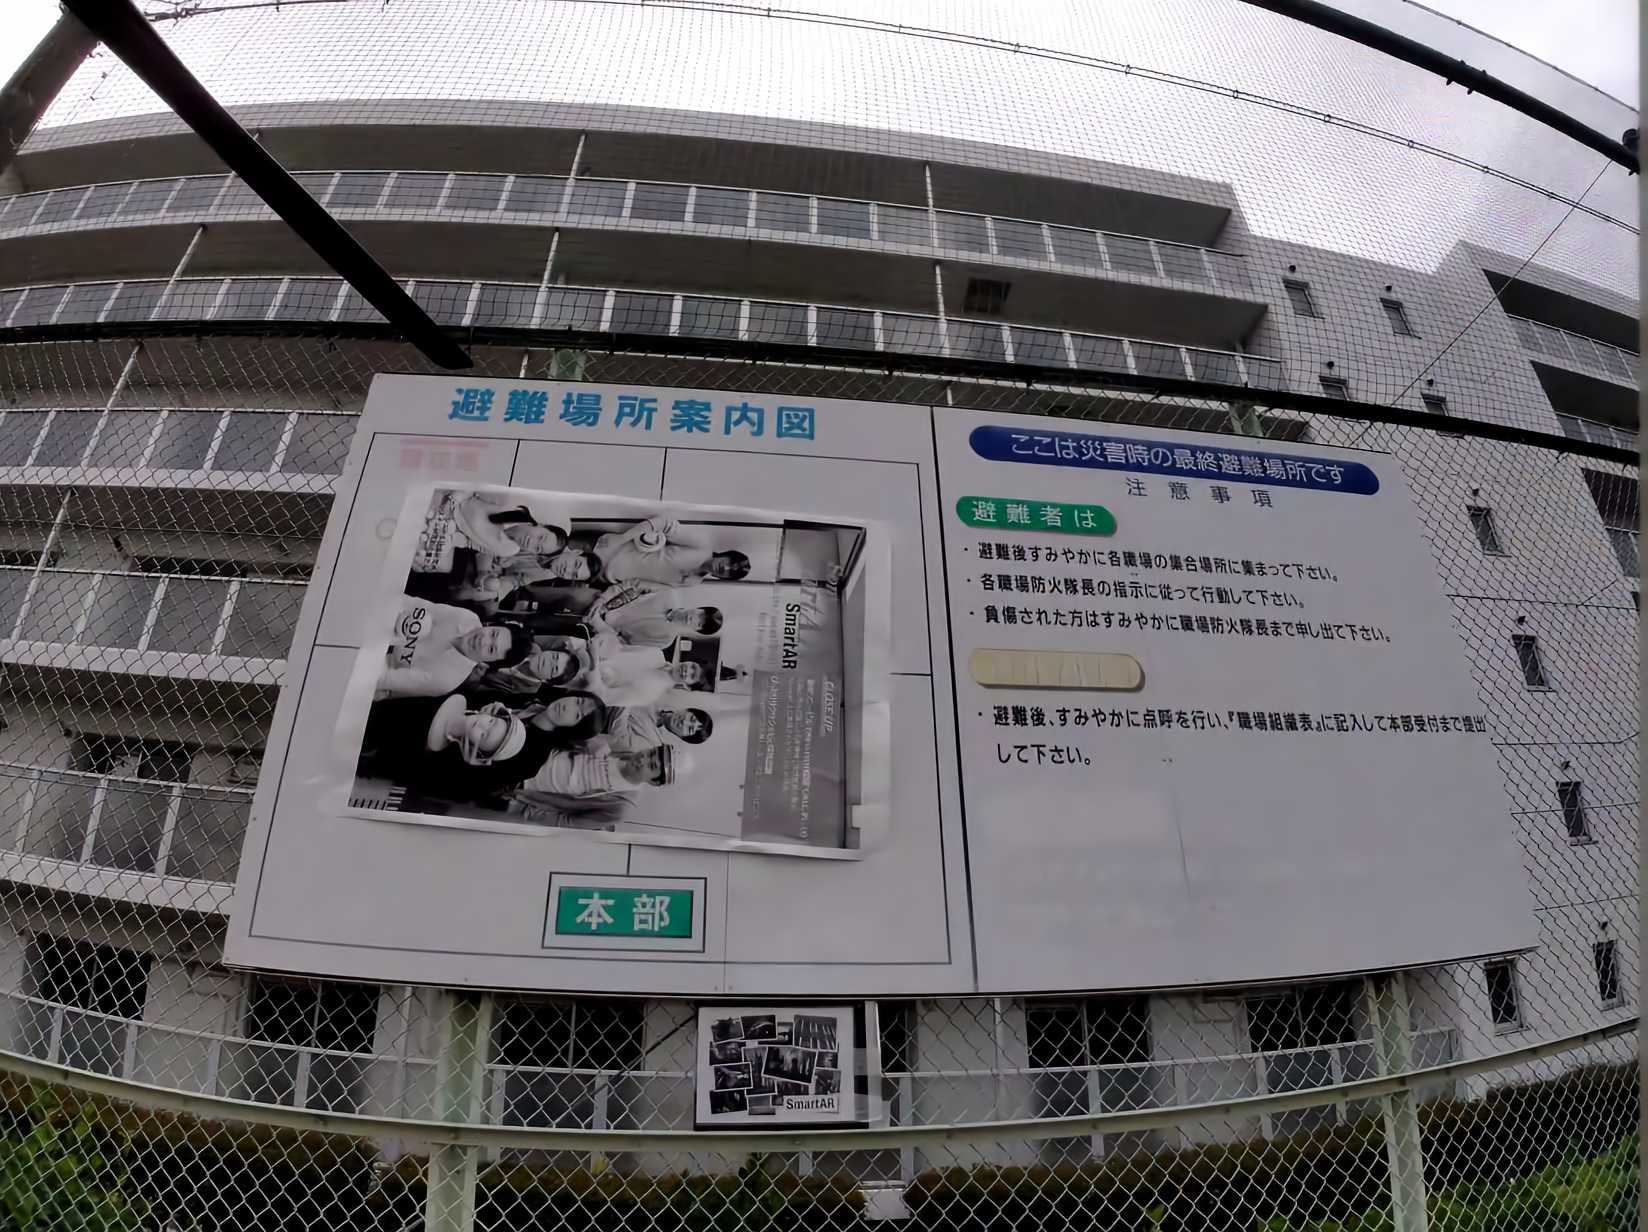 避難場所案内図
SONY
SmartAR
CLOSE UP
本部
SmartAR
ここは災害時の最終避難場所です
注意事項
避難者は
・避難後すみやかに各職場の集合場所に集まって下さい。
・各職場防火隊長の指示に従って行動して下さい。
・負傷された方はすみやかに職場防火隊長まで申し出て下さい。
・避難後、すみやかに点呼を行い、『職場組織表』に記入して本部受付まで提出
して下さい。